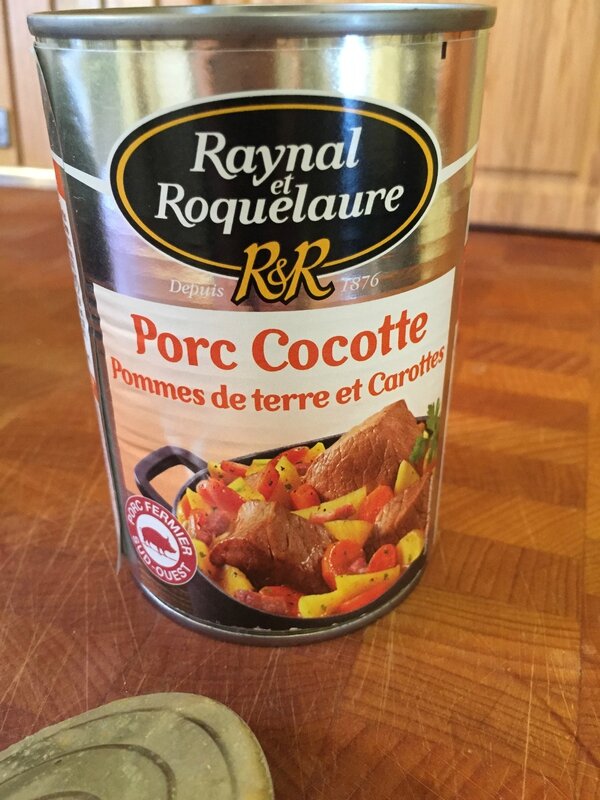 Raynal
et
Roquelaure
R&R
Depuis 1876
Porc Cocotte
Pommes de terre et Carottes
PORC FERMIER
SUD-OUEST